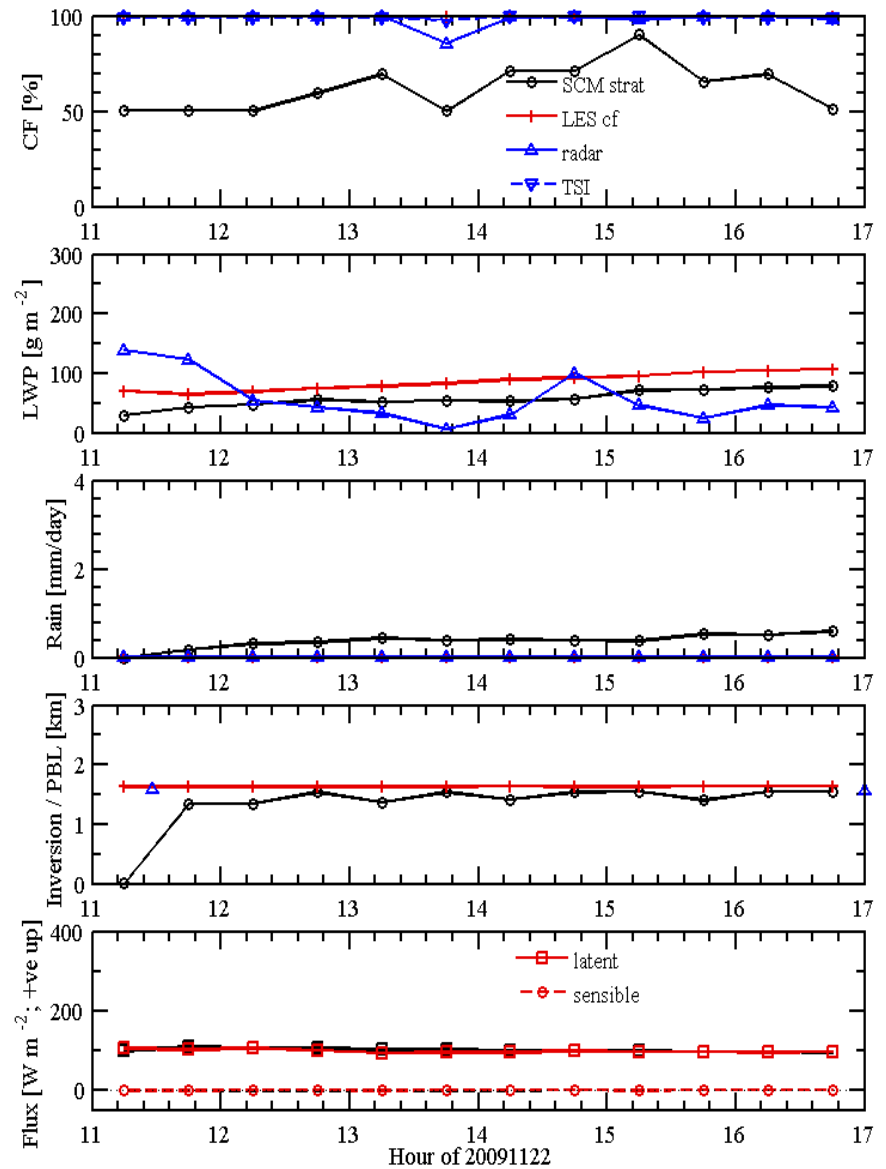 100
50
0
CF [%]
SCM strat
LES cf
radar
TSI
11 12 13 14 15 16 17
300
200
100
0
LWP [g m⁻²]
11 12 13 14 15 16 17
4
2
0
Rain [mm/day]
11 12 13 14 15 16 17
3
2
1
0
Inversion / PBL [km]
11 12 13 14 15 16 17
400
200
0
Flux [W m⁻²; +ve up]
latent
sensible
11 12 13 14 15 16 17
Hour of 20091122